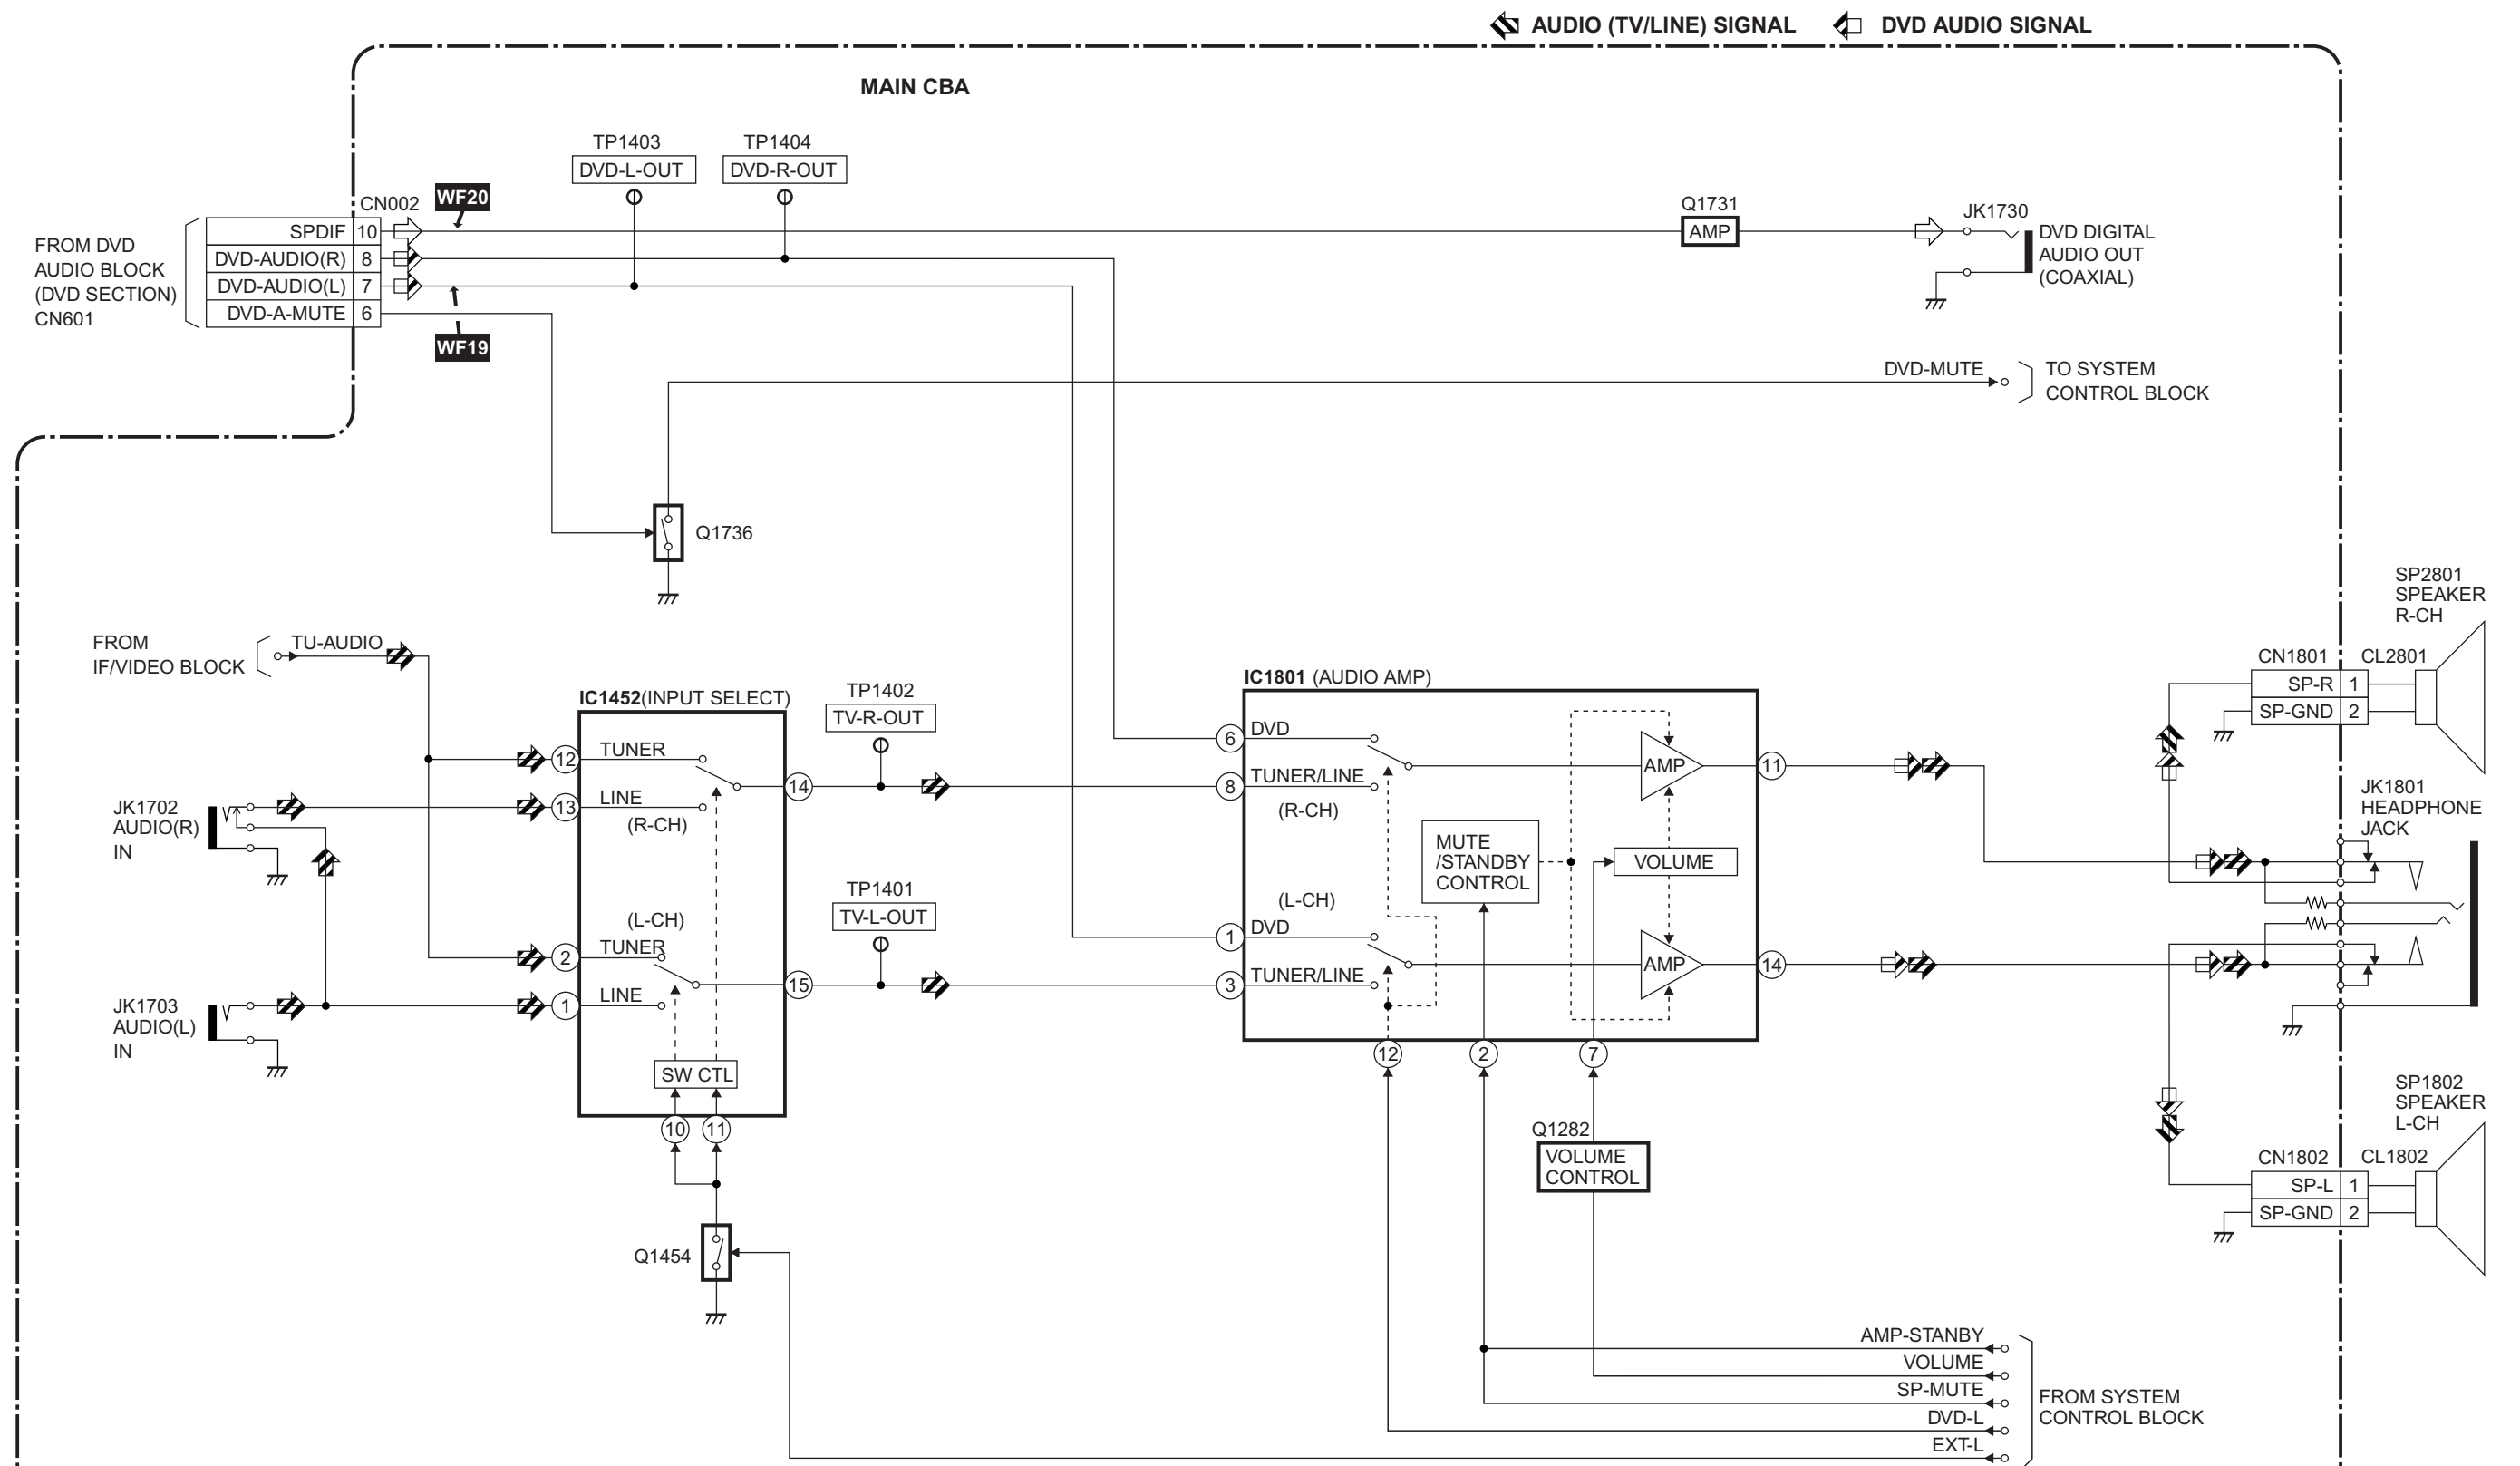 AUDIO (TV/LINE) SIGNAL
DVD AUDIO SIGNAL
MAIN CBA
TP1403
DVD-L-OUT
TP1404
DVD-R-OUT
CN002
WF20
FROM DVD
AUDIO BLOCK
(DVD SECTION)
CN601
SPDIF 10
DVD-AUDIO(R) 8
DVD-AUDIO(L) 7
DVD-A-MUTE 6
WF19
Q1731
AMP
JK1730
DVD DIGITAL
AUDIO OUT
(COAXIAL)
DVD-MUTE
TO SYSTEM
CONTROL BLOCK
Q1736
FROM
IF/VIDEO BLOCK
TU-AUDIO
JK1702
AUDIO(R)
IN
JK1703
AUDIO(L)
IN
IC1452(INPUT SELECT)
12 TUNER
13 LINE
(R-CH)
14
(L-CH)
2 TUNER
1 LINE
15
SW CTL
10 11
Q1454
TP1402
TV-R-OUT
TP1401
TV-L-OUT
IC1801 (AUDIO AMP)
6 DVD
8 TUNER/LINE
(R-CH)
(L-CH)
1 DVD
3 TUNER/LINE
MUTE
/STANDBY
CONTROL
VOLUME
AMP
11
AMP
14
12 2 7
Q1282
VOLUME
CONTROL
SP2801
SPEAKER
R-CH
CN1801 CL2801
SP-R 1
SP-GND 2
JK1801
HEADPHONE
JACK
SP1802
SPEAKER
L-CH
CN1802 CL1802
SP-L 1
SP-GND 2
AMP-STANBY
VOLUME
SP-MUTE
DVD-L
EXT-L
FROM SYSTEM
CONTROL BLOCK